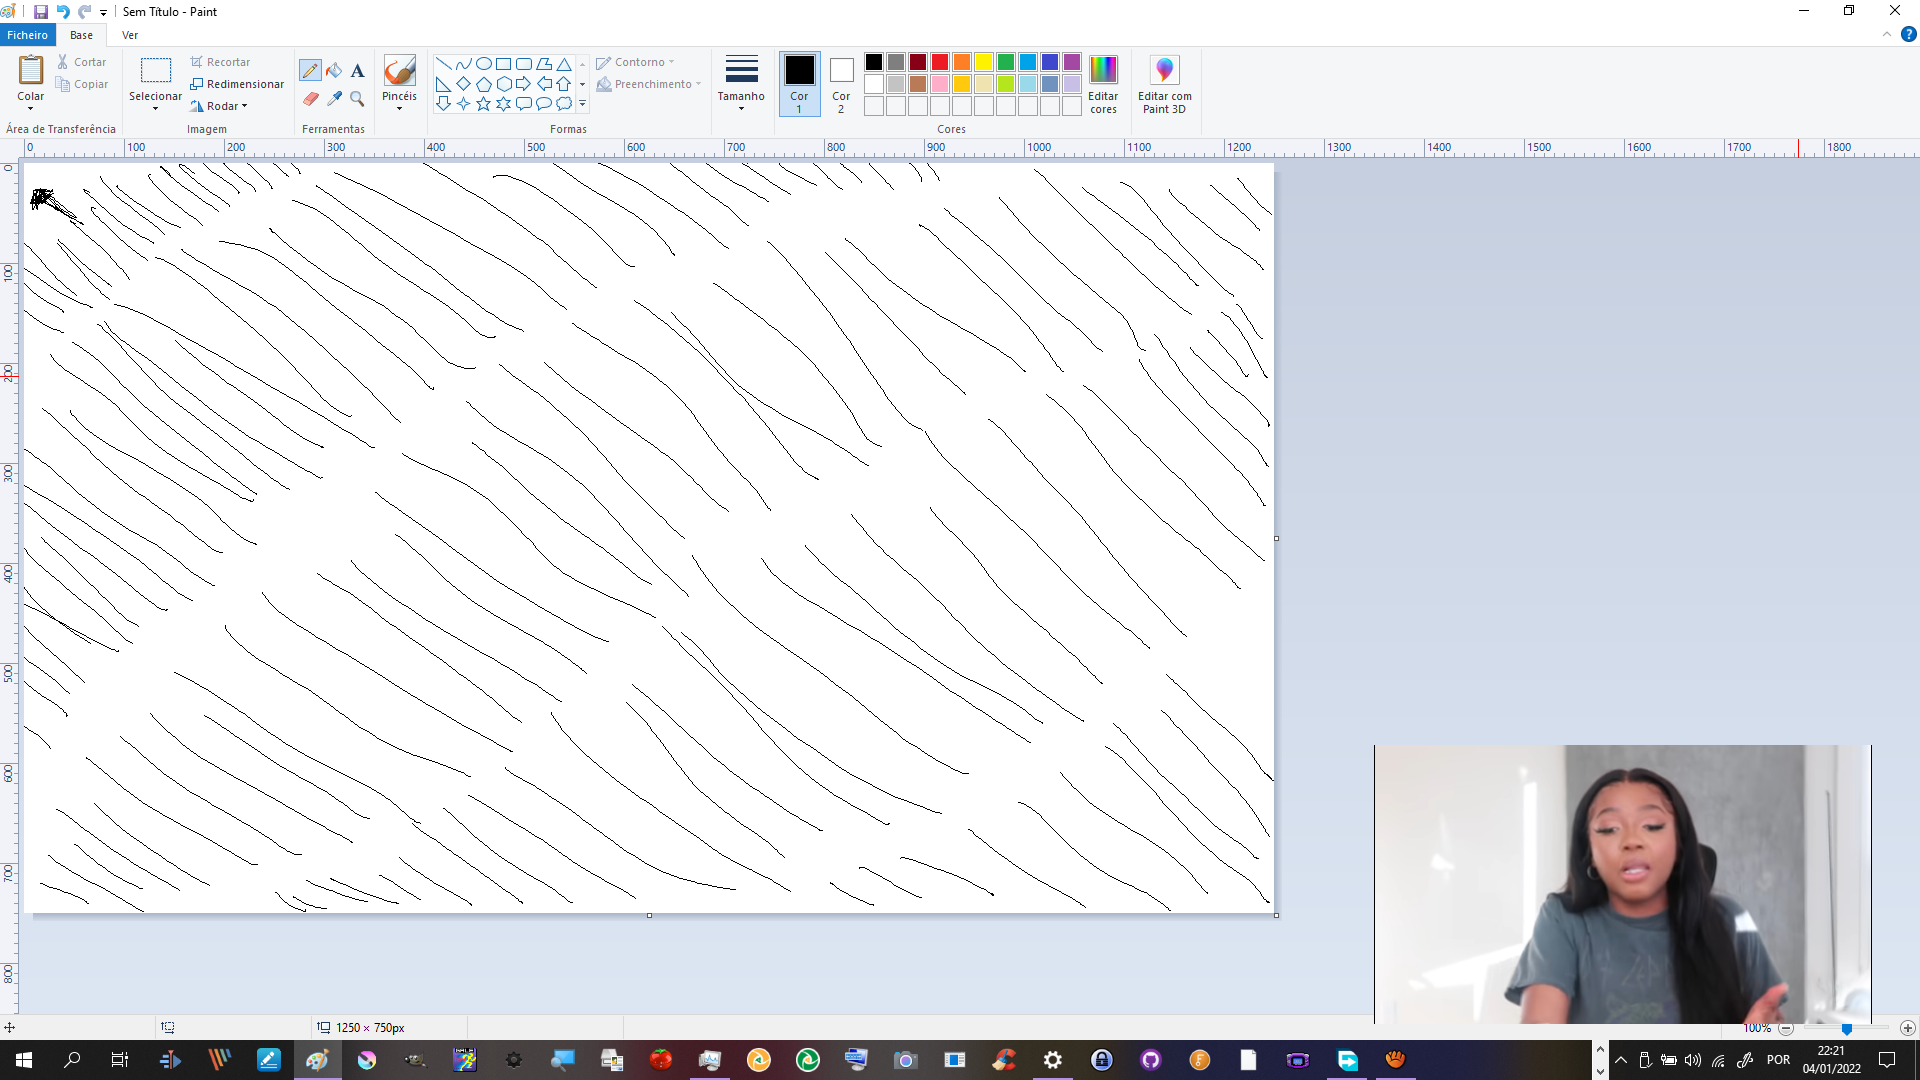 Sem Título - Paint
Ficheiro Base Ver
Colar
Cortar
Copiar
Área de Transferência
Selecionar
Recortar
Redimensionar
Rodar
Imagem
A
Ferramentas
Pincéis
Contorno
Preenchimento
Formas
Tamanho
Cor 1
Cor 2
Cores
Editar cores
Editar com Paint 3D
0 100 200 300 400 500 600 700 800 900 1000 1100 1200 1300 1400 1500 1600 1700 1800
0
100
200
300
400
500
600
700
800
1250 × 750px
100%
POR
22:21
04/01/2022